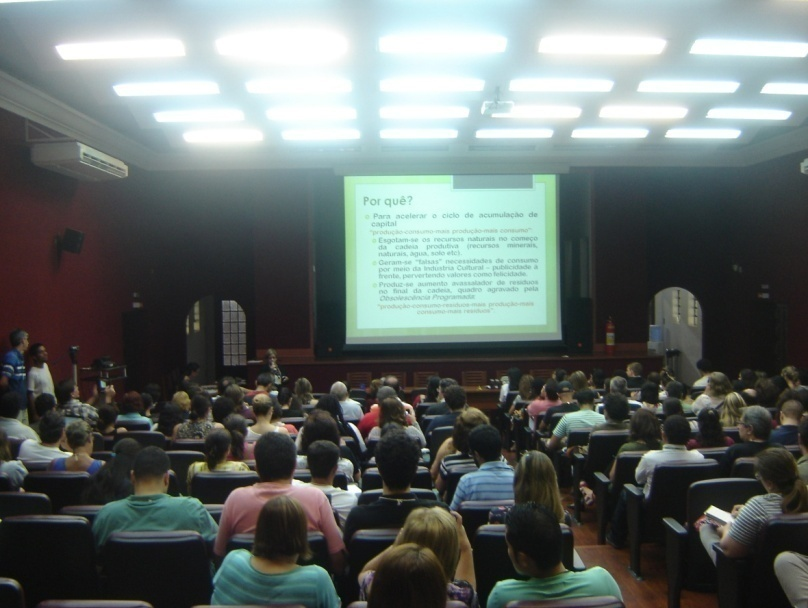 Por quê?
Para acelerar o ciclo de acumulação de
capital
"produção-consumo-mais produção-mais consumo"
Esgotam-se os recursos naturais no começo
da cadeia produtiva (recursos minerais,
naturais, água, solo etc).
Geram-se "falsas" necessidades de consumo
por meio da Indústria Cultural – publicidade à
frente, pervertendo valores como felicidade.
Produz-se aumento avassalador de resíduos
no final da cadeia, quadro agravado pela
Obsolescência Programada:
"produção-consumo-resíduos-mais produção-mais
consumo-mais resíduos"